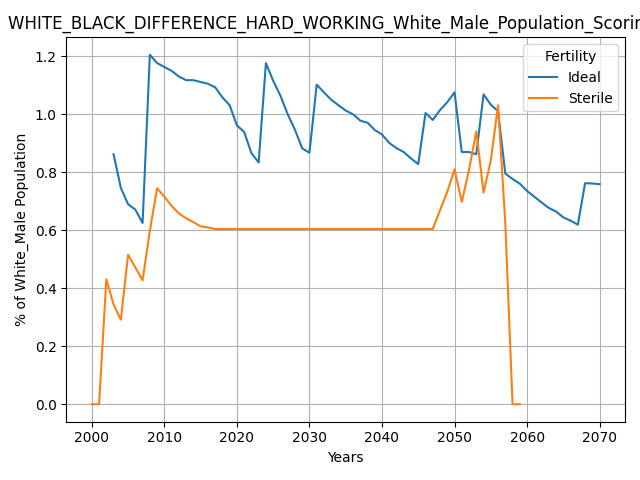 WHITE_BLACK_DIFFERENCE_HARD_WORKING_White_Male_Population_Scorin
Fertility
Ideal
Sterile
% of White_Male Population
1.2
1.0
0.8
0.6
0.4
0.2
0.0
2000 2010 2020 2030 2040 2050 2060 2070
Years